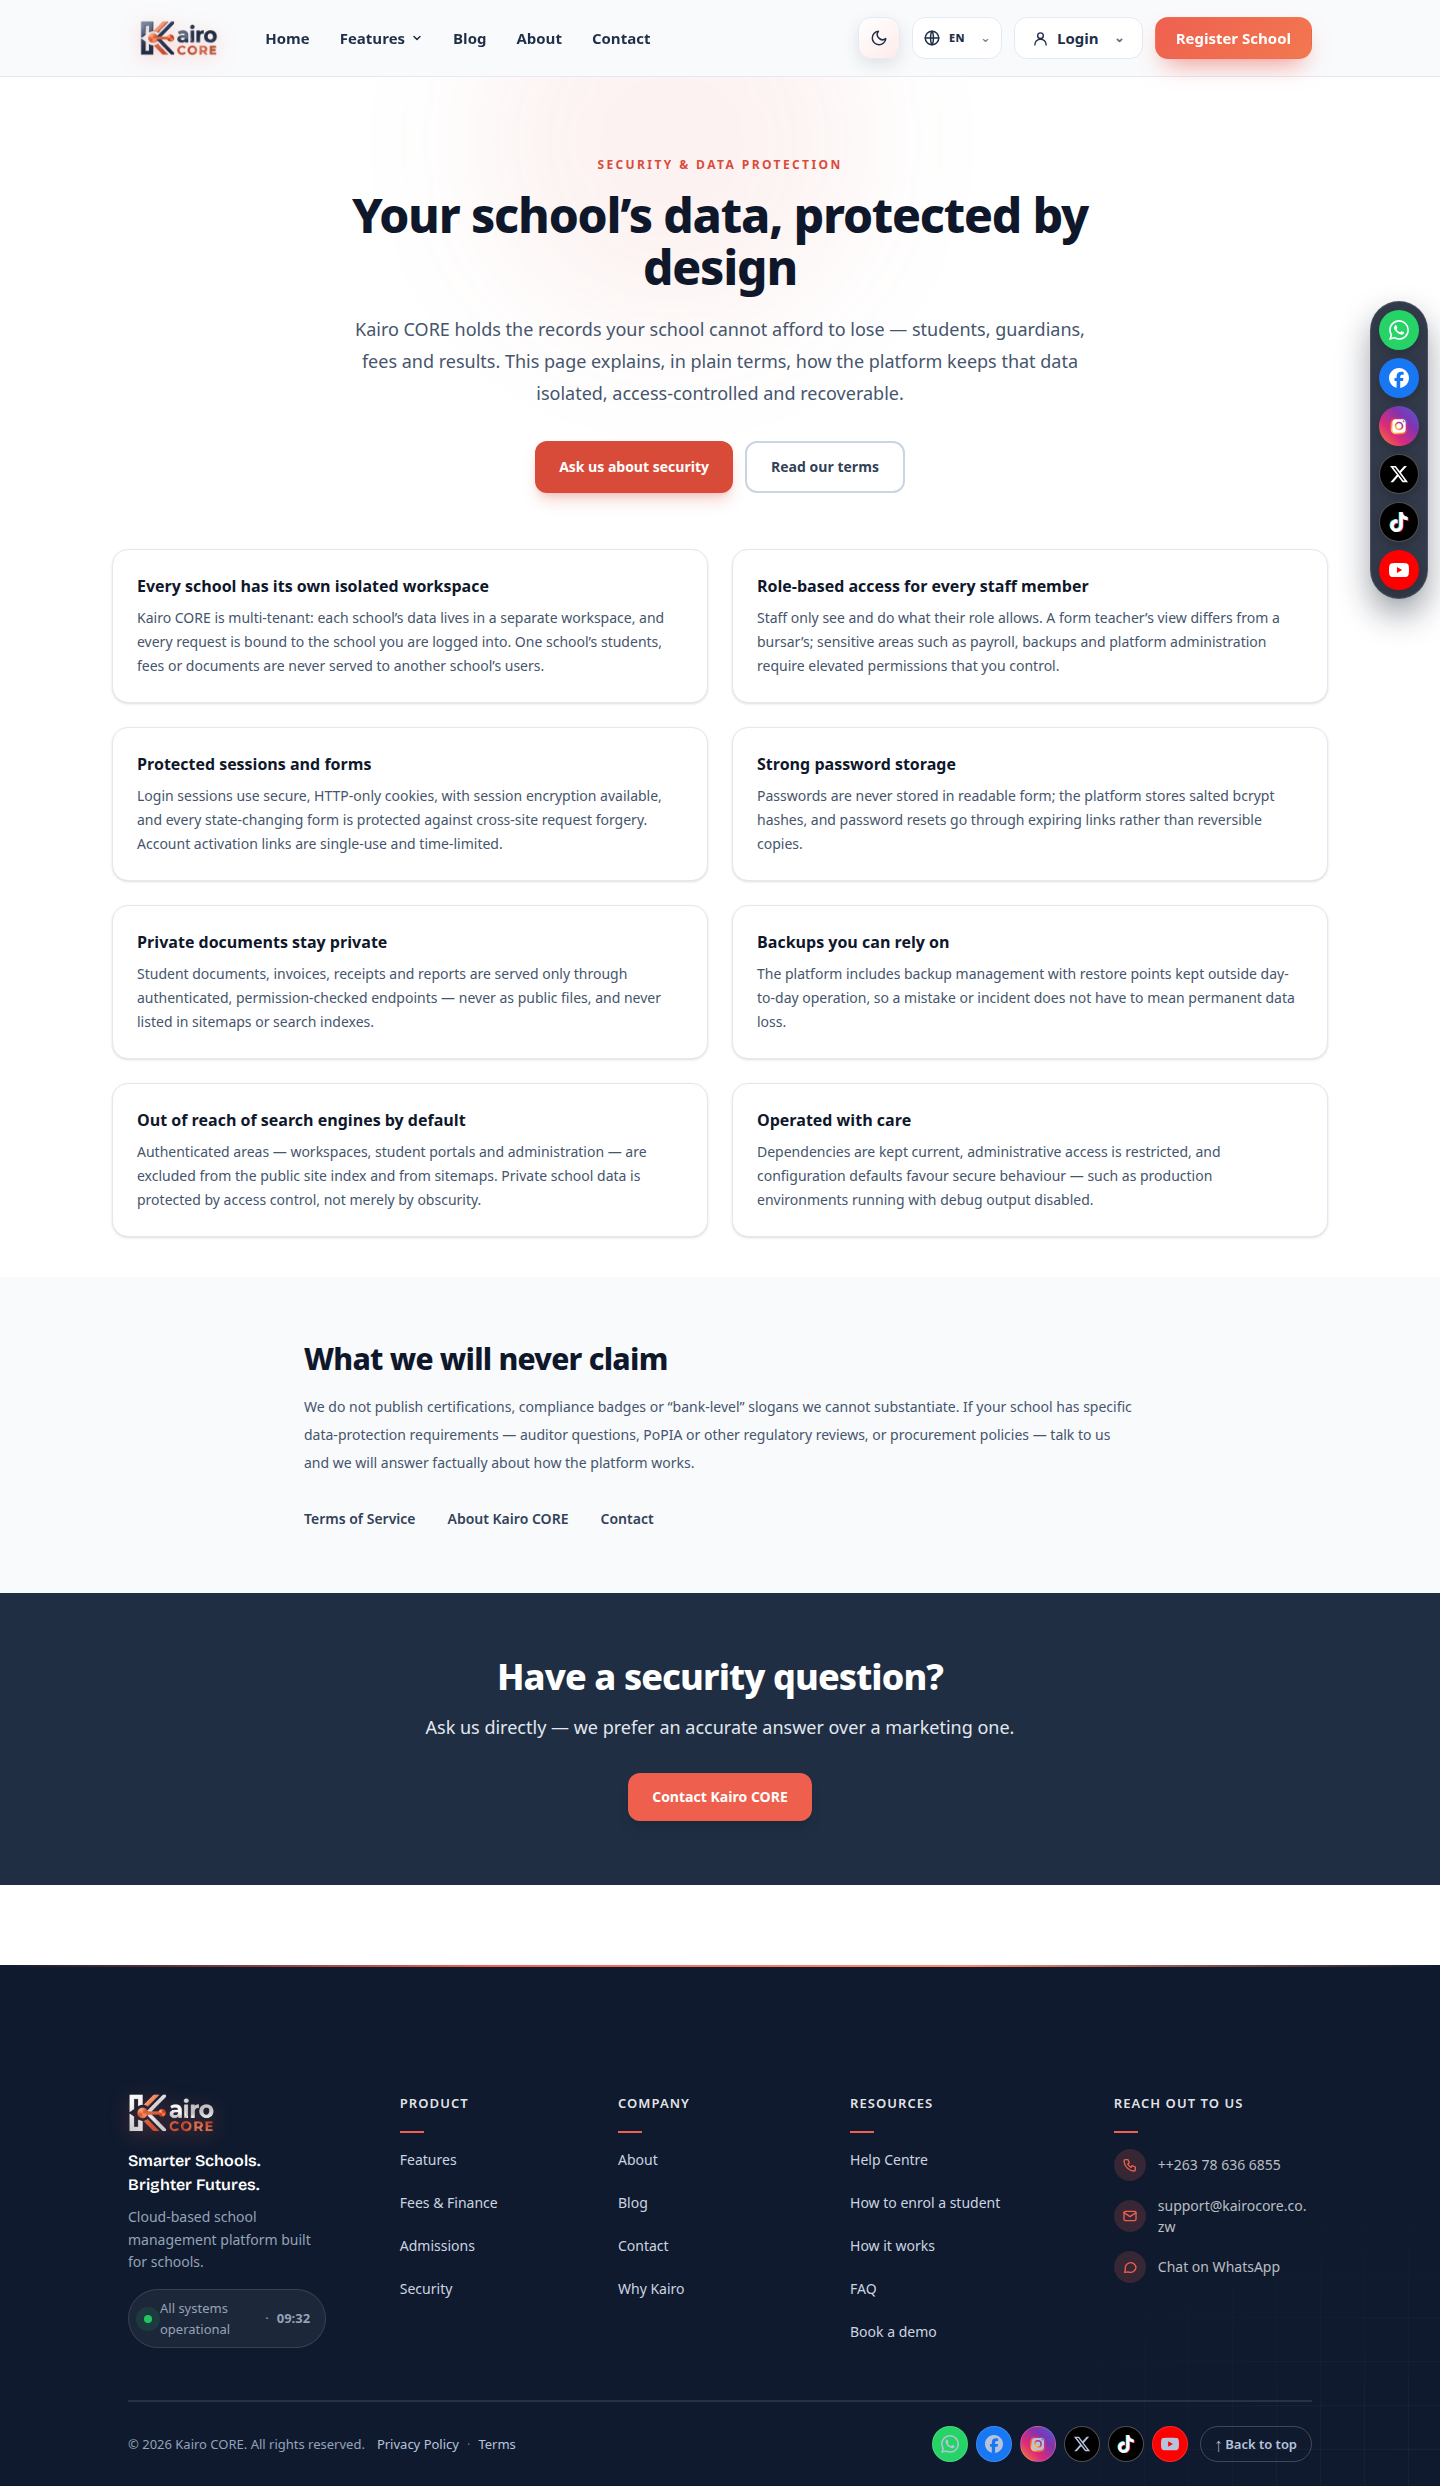 Kairo
CORE
Home
Features
Blog
About
Contact
EN
Login
Register School
SECURITY & DATA PROTECTION
Your school’s data, protected by
design
Kairo CORE holds the records your school cannot afford to lose — students, guardians,
fees and results. This page explains, in plain terms, how the platform keeps that data
isolated, access-controlled and recoverable.
Ask us about security
Read our terms
Every school has its own isolated workspace
Kairo CORE is multi-tenant: each school’s data lives in a separate workspace, and
every request is bound to the school you are logged into. One school’s students,
fees or documents are never served to another school’s users.
Role-based access for every staff member
Staff only see and do what their role allows. A form teacher’s view differs from a
bursar’s; sensitive areas such as payroll, backups and platform administration
require elevated permissions that you control.
Protected sessions and forms
Login sessions use secure, HTTP-only cookies, with session encryption available,
and every state-changing form is protected against cross-site request forgery.
Account activation links are single-use and time-limited.
Strong password storage
Passwords are never stored in readable form; the platform stores salted bcrypt
hashes, and password resets go through expiring links rather than reversible
copies.
Private documents stay private
Student documents, invoices, receipts and reports are served only through
authenticated, permission-checked endpoints — never as public files, and never
listed in sitemaps or search indexes.
Backups you can rely on
The platform includes backup management with restore points kept outside day-
to-day operation, so a mistake or incident does not have to mean permanent data
loss.
Out of reach of search engines by default
Authenticated areas — workspaces, student portals and administration — are
excluded from the public site index and from sitemaps. Private school data is
protected by access control, not merely by obscurity.
Operated with care
Dependencies are kept current, administrative access is restricted, and
configuration defaults favour secure behaviour — such as production
environments running with debug output disabled.
What we will never claim
We do not publish certifications, compliance badges or “bank-level” slogans we cannot substantiate. If your school has specific
data-protection requirements — auditor questions, PoPIA or other regulatory reviews, or procurement policies — talk to us
and we will answer factually about how the platform works.
Terms of Service
About Kairo CORE
Contact
Have a security question?
Ask us directly — we prefer an accurate answer over a marketing one.
Contact Kairo CORE
Kairo
CORE
Smarter Schools.
Brighter Futures.
Cloud-based school
management platform built
for schools.
All systems
operational
· 09:32
PRODUCT
Features
Fees & Finance
Admissions
Security
COMPANY
About
Blog
Contact
Why Kairo
RESOURCES
Help Centre
How to enrol a student
How it works
FAQ
Book a demo
REACH OUT TO US
++263 78 636 6855
support@kairocore.co.
zw
Chat on WhatsApp
© 2026 Kairo CORE. All rights reserved.
Privacy Policy · Terms
↑ Back to top